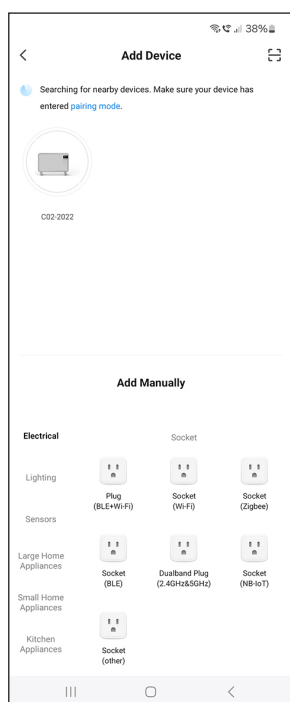 38%
Add Device
Searching for nearby devices. Make sure your device has
entered pairing mode.
C02-2022
Add Manually
Electrical
Socket
Lighting
Plug
(BLE+Wi-Fi)
Socket
(Wi-Fi)
Socket
(Zigbee)
Sensors
Large Home
Appliances
Socket
(BLE)
Dualband Plug
(2.4GHz&5GHz)
Socket
(NB-IoT)
Small Home
Appliances
Kitchen
Appliances
Socket
(other)